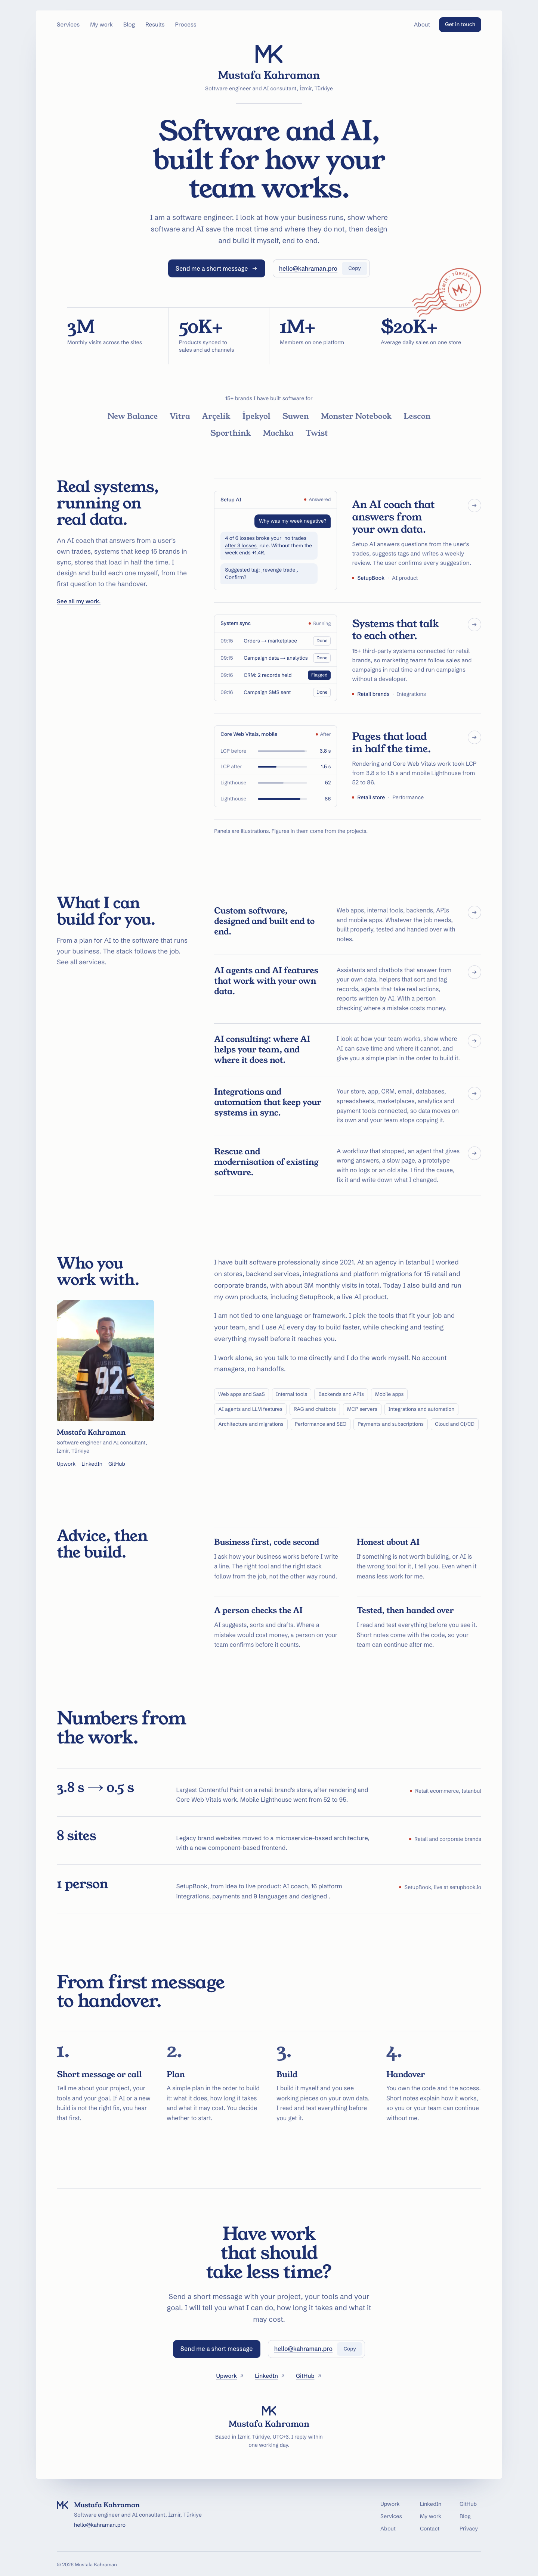 Services My work Blog Results Process About Get in touch
MK
Mustafa Kahraman
Software engineer and AI consultant, İzmir, Türkiye
Software and AI,
built for how your
team works.
I am a software engineer. I look at how your business runs, show where
software and AI save the most time and where they do not, then design
and build it myself, end to end.
Send me a short message → hello@kahraman.pro Copy
TÜRKİYE İZMİR UTC+3 MK
3M
Monthly visits across the sites
50K+
Products synced to
sales and ad channels
1M+
Members on one platform
$20K+
Average daily sales on one store
15+ brands I have built software for
New Balance Vitra Arçelik İpekyol Suwen Monster Notebook Lescon
Sporthink Machka Twist
Real systems,
running on
real data.
An AI coach that answers from a user's
own trades, systems that keep 15 brands in
sync, stores that load in half the time. I
design and build each one myself, from the
first question to the handover.
See all my work.
Setup AI Answered
Why was my week negative?
4 of 6 losses broke your no trades
after 3 losses rule. Without them the
week ends +1.4R.
Suggested tag: revenge trade.
Confirm?
An AI coach that
answers from
your own data.
Setup AI answers questions from the user's
trades, suggests tags and writes a weekly
review. The user confirms every suggestion.
SetupBook · AI product
System sync Running
09:15 Orders → marketplace Done
09:15 Campaign data → analytics Done
09:16 CRM: 2 records held Flagged
09:16 Campaign SMS sent Done
Systems that talk
to each other.
15+ third-party systems connected for retail
brands, so marketing teams follow sales and
campaigns in real time and run campaigns
without a developer.
Retail brands · Integrations
Core Web Vitals, mobile After
LCP before 3.8 s
LCP after 1.5 s
Lighthouse 52
Lighthouse 86
Pages that load
in half the time.
Rendering and Core Web Vitals work took LCP
from 3.8 s to 1.5 s and mobile Lighthouse from
52 to 86.
Retail store · Performance
Panels are illustrations. Figures in them come from the projects.
What I can
build for you.
From a plan for AI to the software that runs
your business. The stack follows the job.
See all services.
Custom software,
designed and built end to
end.
Web apps, internal tools, backends, APIs
and mobile apps. Whatever the job needs,
built properly, tested and handed over with
notes.
AI agents and AI features
that work with your own
data.
Assistants and chatbots that answer from
your own data, helpers that sort and tag
records, agents that take real actions,
reports written by AI. With a person
checking where a mistake costs money.
AI consulting: where AI
helps your team, and
where it does not.
I look at how your team works, show where
AI can save time and where it cannot, and
give you a simple plan in the order to build it.
Integrations and
automation that keep your
systems in sync.
Your store, app, CRM, email, databases,
spreadsheets, marketplaces, analytics and
payment tools connected, so data moves on
its own and your team stops copying it.
Rescue and
modernisation of existing
software.
A workflow that stopped, an agent that gives
wrong answers, a slow page, a prototype
with no logs or an old site. I find the cause,
fix it and write down what I changed.
Who you
work with.
92
Mustafa Kahraman
Software engineer and AI consultant,
İzmir, Türkiye
Upwork LinkedIn GitHub
I have built software professionally since 2021. At an agency in Istanbul I worked
on stores, backend services, integrations and platform migrations for 15 retail and
corporate brands, with about 3M monthly visits in total. Today I also build and run
my own products, including SetupBook, a live AI product.
I am not tied to one language or framework. I pick the tools that fit your job and
your team, and I use AI every day to build faster, while checking and testing
everything myself before it reaches you.
I work alone, so you talk to me directly and I do the work myself. No account
managers, no handoffs.
Web apps and SaaS Internal tools Backends and APIs Mobile apps
AI agents and LLM features RAG and chatbots MCP servers Integrations and automation
Architecture and migrations Performance and SEO Payments and subscriptions Cloud and CI/CD
Advice, then
the build.
Business first, code second
I ask how your business works before I write
a line. The right tool and the right stack
follow from the job, not the other way round.
Honest about AI
If something is not worth building, or AI is
the wrong tool for it, I tell you. Even when it
means less work for me.
A person checks the AI
AI suggests, sorts and drafts. Where a
mistake would cost money, a person on your
team confirms before it counts.
Tested, then handed over
I read and test everything before you see it.
Short notes come with the code, so your
team can continue after me.
Numbers from
the work.
3.8 s → 0.5 s
Largest Contentful Paint on a retail brand's store, after rendering and
Core Web Vitals work. Mobile Lighthouse went from 52 to 95.
Retail ecommerce, Istanbul
8 sites
Legacy brand websites moved to a microservice-based architecture,
with a new component-based frontend.
Retail and corporate brands
1 person
SetupBook, from idea to live product: AI coach, 16 platform
integrations, payments and 9 languages and designed .
SetupBook, live at setupbook.io
From first message
to handover.
1.
Short message or call
Tell me about your project, your
tools and your goal. If AI or a new
build is not the right fix, you hear
that first.
2.
Plan
A simple plan in the order to build
it: what it does, how long it takes
and what it may cost. You decide
whether to start.
3.
Build
I build it myself and you see
working pieces on your own data.
I read and test everything before
you get it.
4.
Handover
You own the code and the access.
Short notes explain how it works,
so you or your team can continue
without me.
Have work
that should
take less time?
Send a short message with your project, your tools and your
goal. I will tell you what I can do, how long it takes and what it
may cost.
Send me a short message hello@kahraman.pro Copy
Upwork ↗ LinkedIn ↗ GitHub ↗
MK
Mustafa Kahraman
Based in İzmir, Türkiye, UTC+3. I reply within
one working day.
MK Mustafa Kahraman
Software engineer and AI consultant, İzmir, Türkiye
hello@kahraman.pro
Upwork LinkedIn GitHub
Services My work Blog
About Contact Privacy
© 2026 Mustafa Kahraman